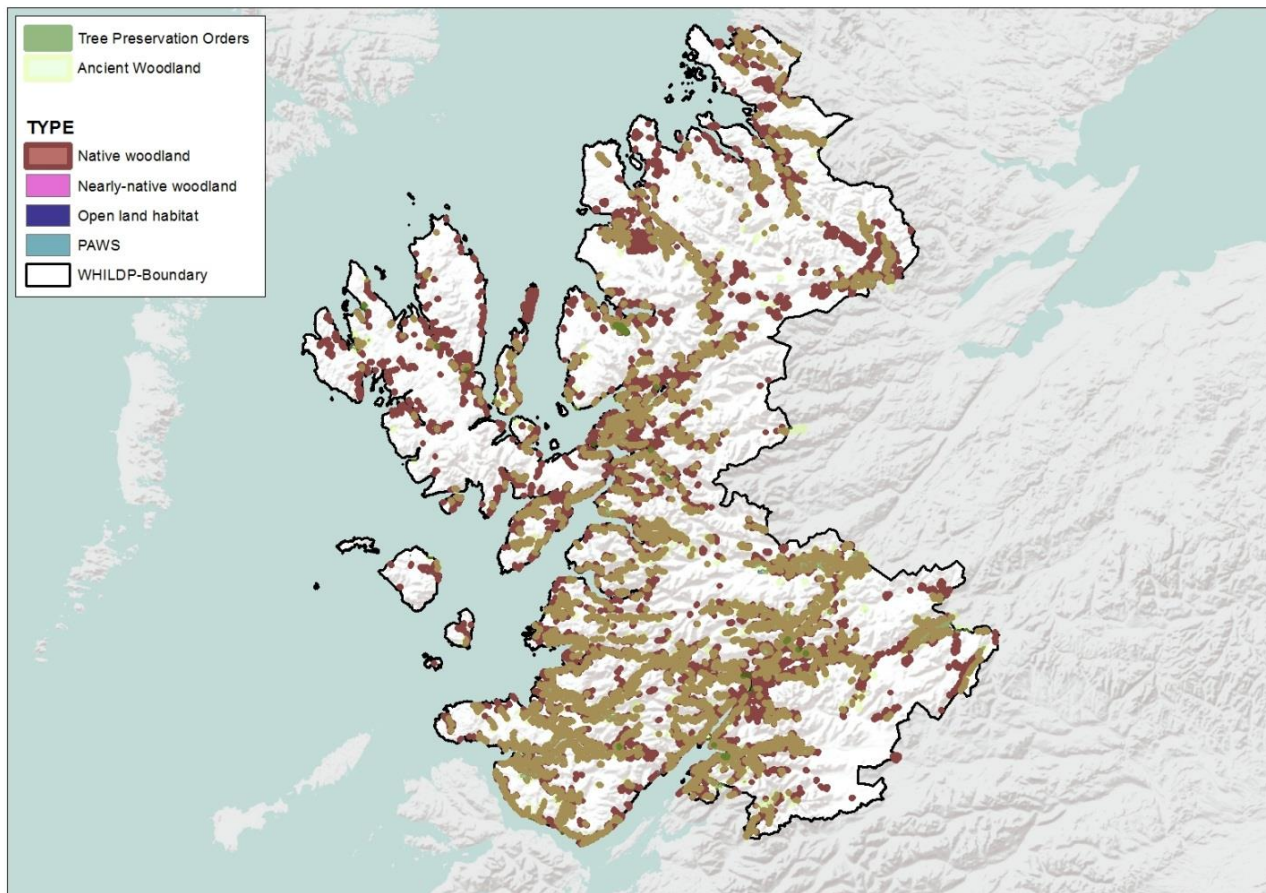 Tree Preservation Orders
Ancient Woodland
TYPE
Native woodland
Nearly-native woodland
Open land habitat
PAWS
WHILDP-Boundary